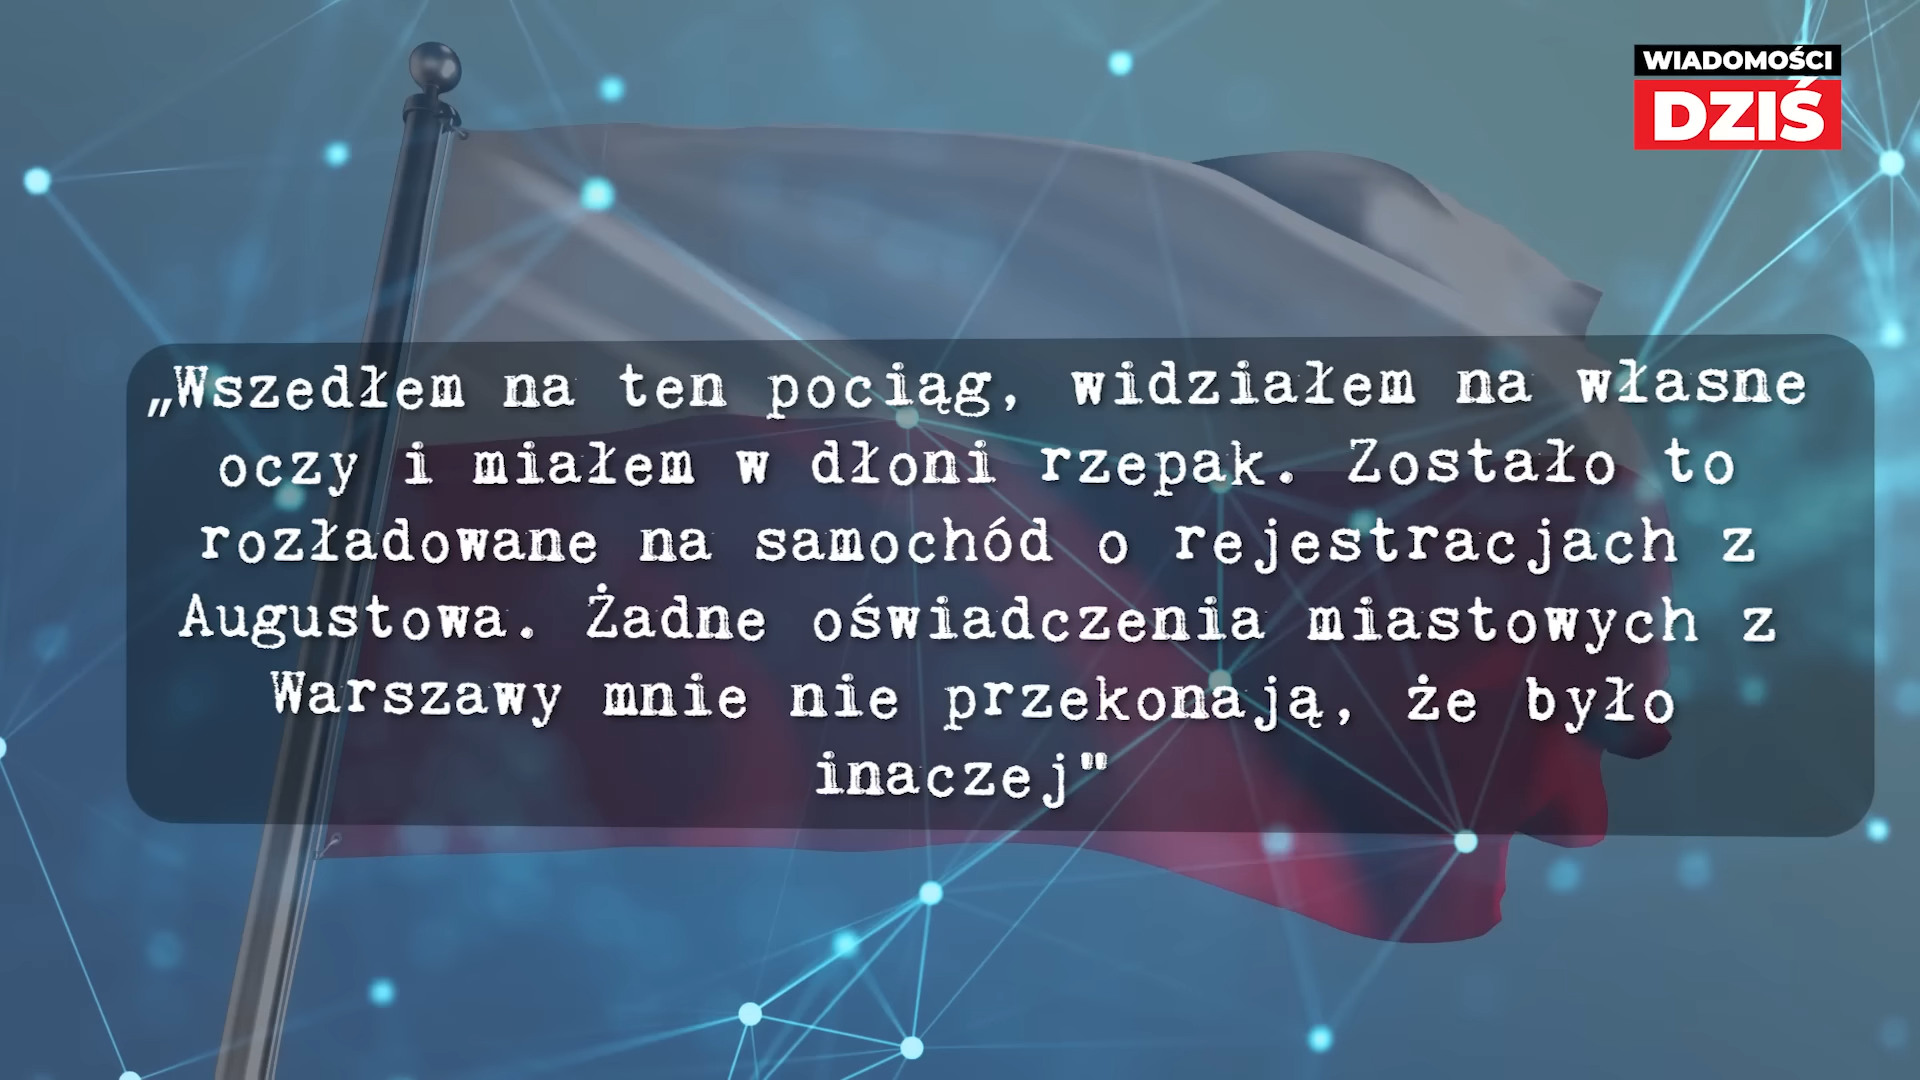 WIADOMOŚCI
DZIŚ
„Wszedłem na ten pociąg, widziałem na własne
oczy i miałem w dłoni rzepak. Zostało to
rozładowane na samochód o rejestracjach z
Augustowa. Żadne oświadczenia miastowych z
Warszawy mnie nie przekonają, że było
inaczej"